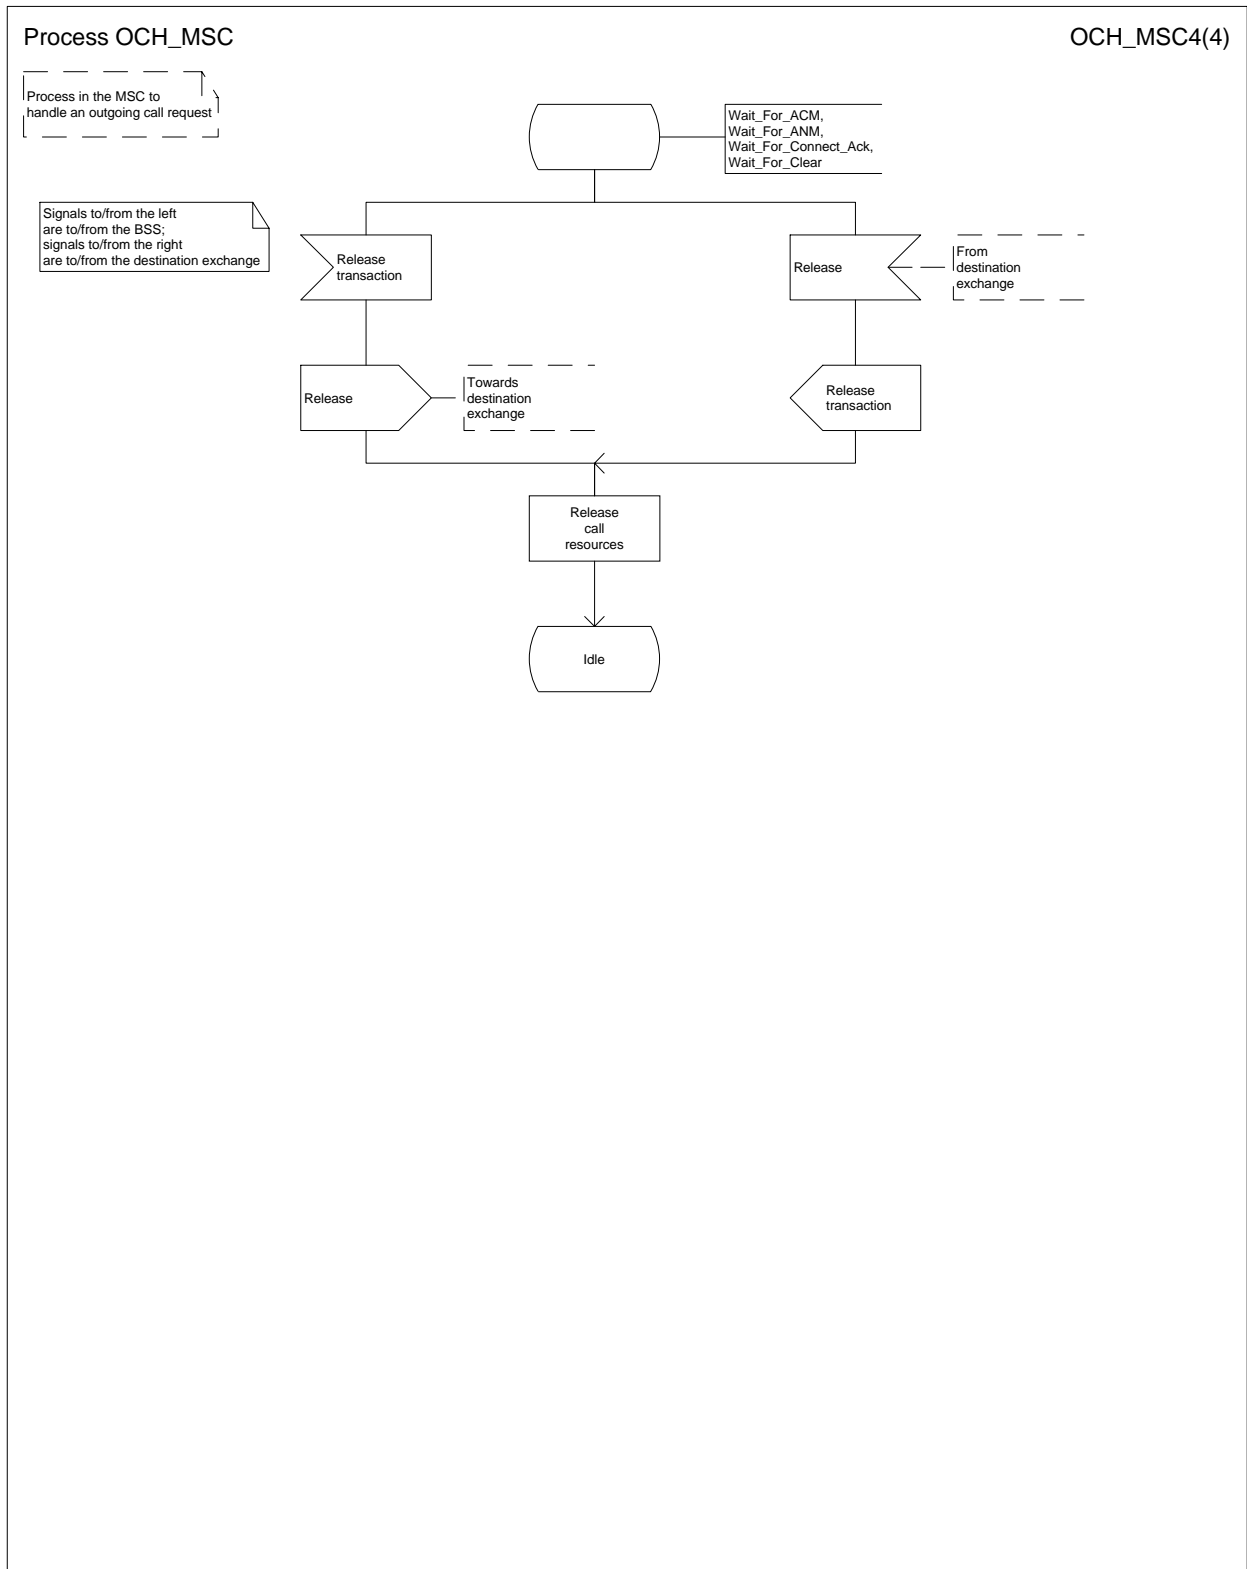 Process OCH_MSC
OCH_MSC4(4)
Process in the MSC to
handle an outgoing call request
Wait_For_ACM,
Wait_For_ANM,
Wait_For_Connect_Ack,
Wait_For_Clear
Signals to/from the left
are to/from the BSS;
signals to/from the right
are to/from the destination exchange
Release
transaction
Release
From
destination
exchange
Release
Towards
destination
exchange
Release
transaction
Release
call
resources
Idle